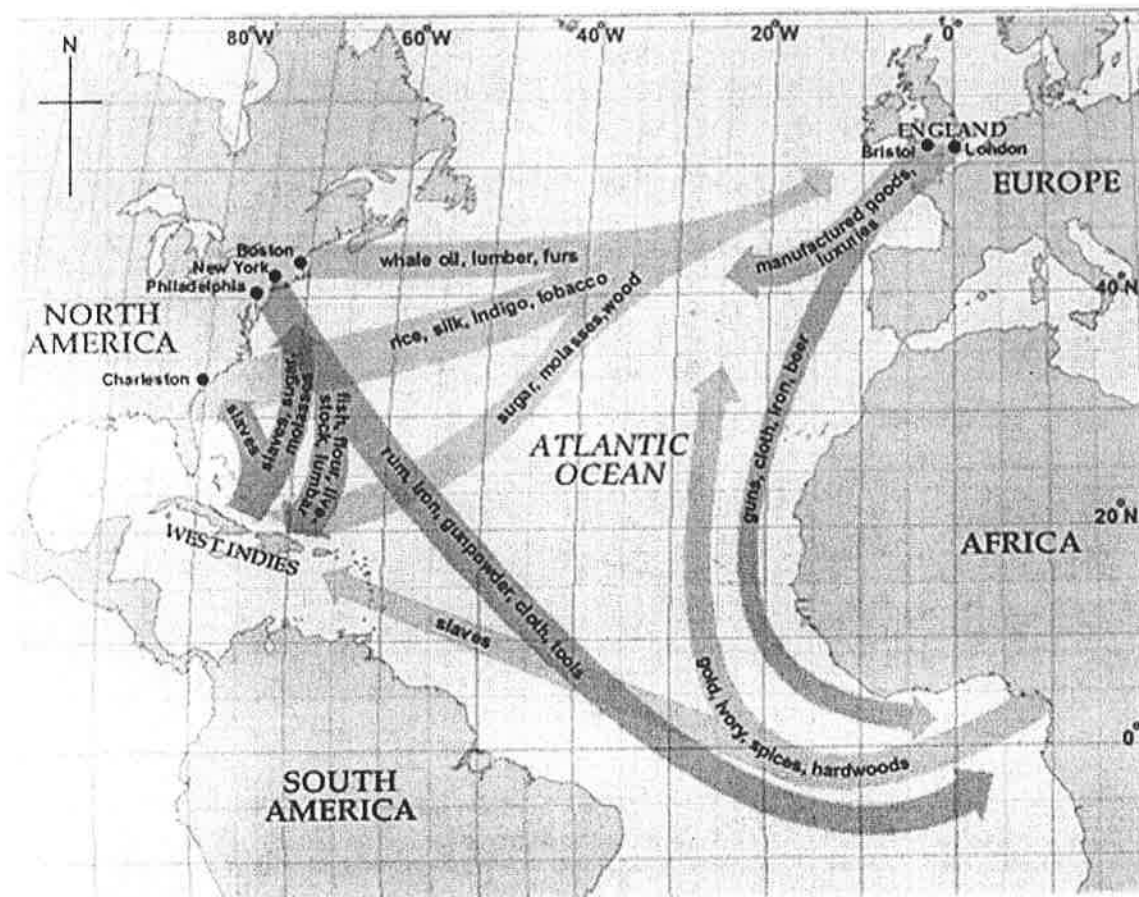 N
80°W
60°W
40°W
20°W
0°
ENGLAND
Bristol
London
EUROPE
manufactured goods,
luxuries
Boston
New York
Philadelphia
whale oil, lumber, furs
40°N
NORTH
AMERICA
rice, silk, indigo, tobacco
sugar, molasses, wood
guns, cloth, iron, beer
Charleston
slaves
slaves, sugar,
molasses
fish, flour, live-
stock, lumbar
ATLANTIC
OCEAN
rum, iron, gunpowder, cloth, tools
20°N
WEST INDIES
AFRICA
slaves
gold, ivory, spices, hardwoods
0°
SOUTH
AMERICA